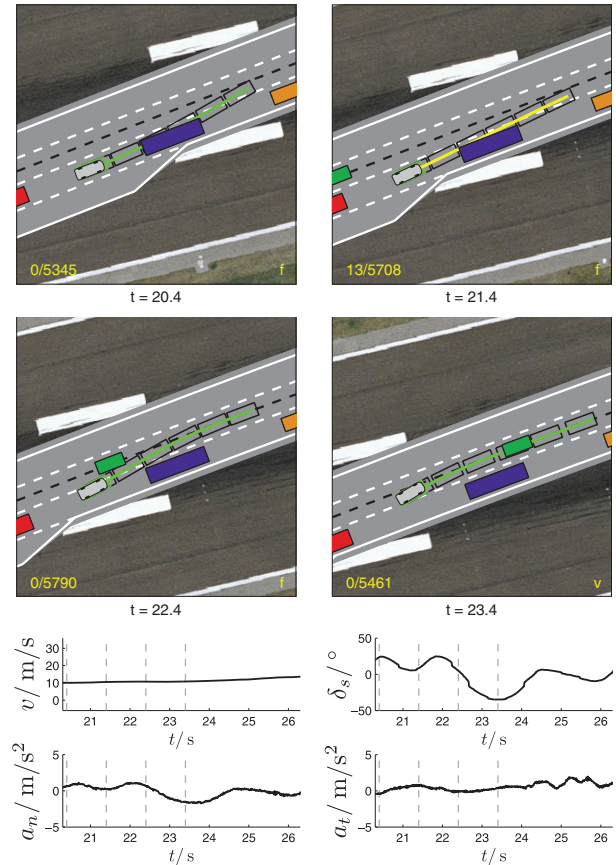 0/5345 f
13/5708 f
t = 20.4
t = 21.4
0/5790 f
0/5461 v
t = 22.4
t = 23.4
v/ m/s
30
20
10
0
21 22 23 24 25 26
t/ s
δs/ °
50
0
−50
21 22 23 24 25 26
t/ s
an/ m/s²
5
0
−5
21 22 23 24 25 26
t/ s
at/ m/s²
5
0
−5
21 22 23 24 25 26
t/ s